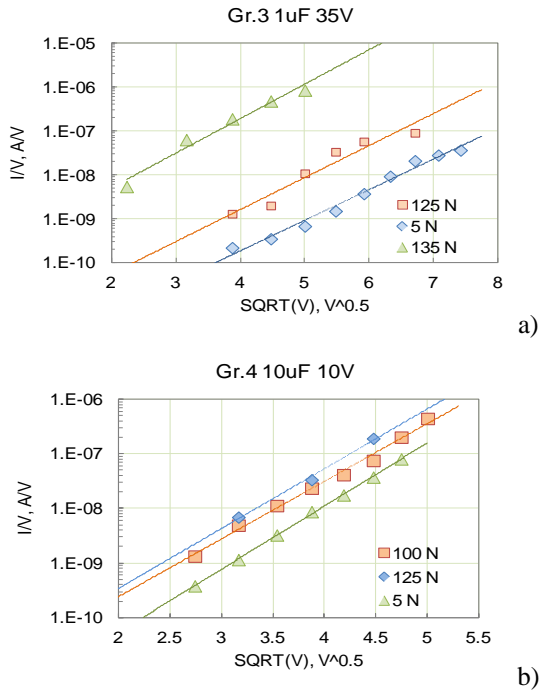 Gr.3 1uF 35V
1.E-05
1.E-06
1.E-07
1.E-08
1.E-09
1.E-10
I/V, A/V
125 N
5 N
135 N
2 3 4 5 6 7 8
SQRT(V), V^0.5
a)
Gr.4 10uF 10V
1.E-06
1.E-07
1.E-08
1.E-09
1.E-10
I/V, A/V
100 N
125 N
5 N
2 2.5 3 3.5 4 4.5 5 5.5
SQRT(V), V^0.5
b)